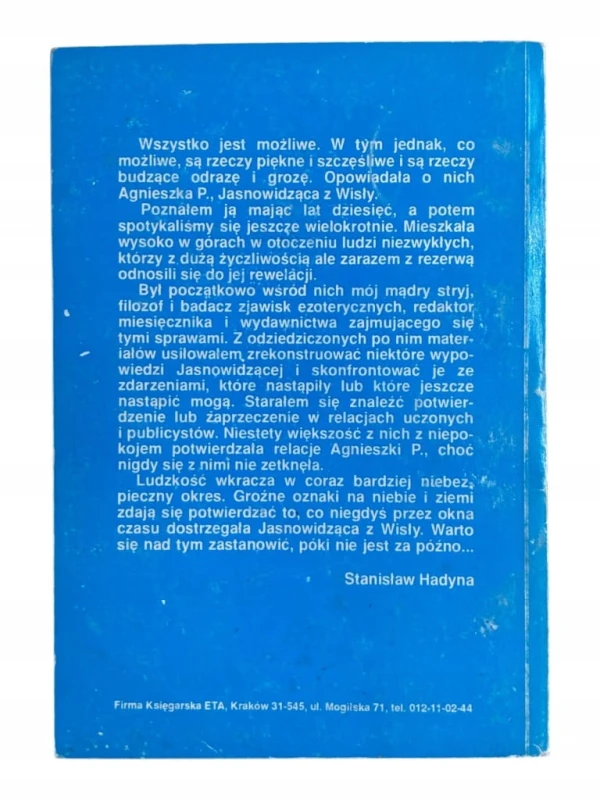 Wszystko jest możliwe. W tym jednak, co
możliwe, są rzeczy piękne i szczęśliwe i są rzeczy
budzące odrazę i grozę. Opowiadała o nich
Agnieszka P., Jasnowidząca z Wisły.
Poznałem ją mając lat dziesięć, a potem
spotykaliśmy się jeszcze wielokrotnie. Mieszkała
wysoko w górach w otoczeniu ludzi niezwykłych,
którzy z dużą życzliwością ale zarazem z rezerwą
odnosili się do jej rewelacji.
Był początkowo wśród nich mój mądry stryj,
filozof i badacz zjawisk ezoterycznych, redaktor
miesięcznika i wydawnictwa zajmującego się
tymi sprawami. Z odziedziczonych po nim mater-
iałów usiłowałem zrekonstruować niektóre wypo-
wiedzi Jasnowidzącej i skonfrontować je ze
zdarzeniami, które nastąpiły lub które jeszcze
nastąpić mogą. Starałem się znaleźć potwier-
dzenie lub zaprzeczenie w relacjach uczonych
i publicystów. Niestety większość z nich z niepo-
kojem potwierdzała relacje Agnieszki P., choć
nigdy się z nimi nie zetknęła.
Ludzkość wkracza w coraz bardziej niebez,
pieczny okres. Groźne oznaki na niebie i ziemi
zdają się potwierdzać to, co niegdyś przez okna
czasu dostrzegała Jasnowidząca z Wisły. Warto
się nad tym zastanowić, póki nie jest za późno...
Stanisław Hadyna
Firma Księgarska ETA, Kraków 31-545, ul. Mogilska 71, tel. 012-11-02-44